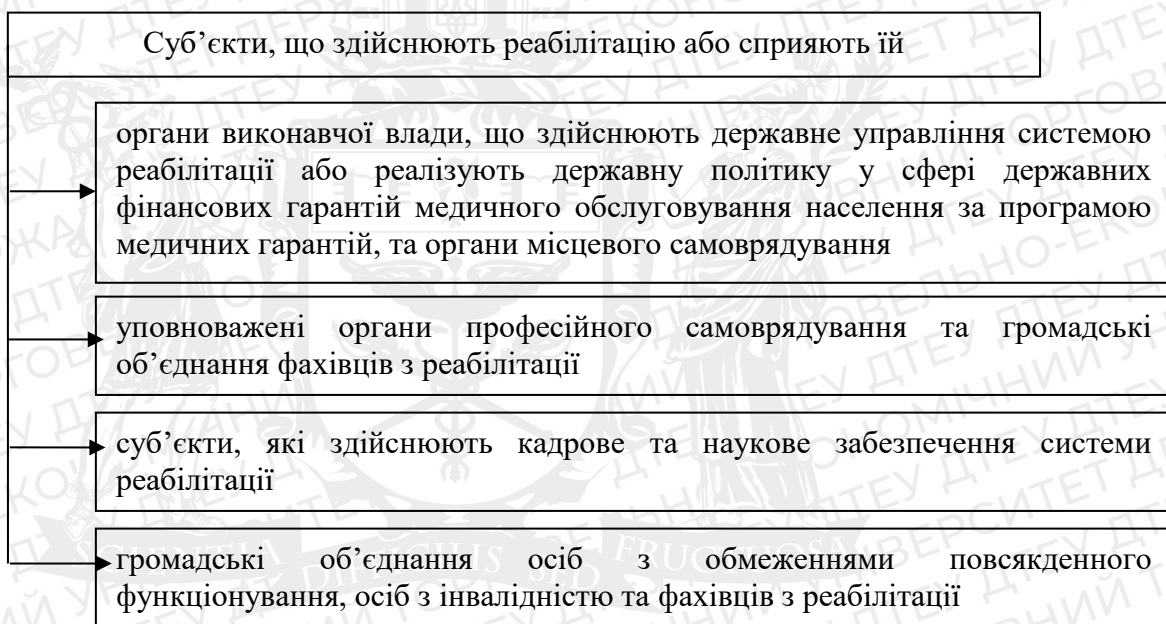 Суб’єкти, що здійснюють реабілітацію або сприяють їй
органи виконавчої влади, що здійснюють державне управління системою
реабілітації або реалізують державну політику у сфері державних
фінансових гарантій медичного обслуговування населення за програмою
медичних гарантій, та органи місцевого самоврядування
уповноважені органи професійного самоврядування та громадські
об’єднання фахівців з реабілітації
суб’єкти, які здійснюють кадрове та наукове забезпечення системи
реабілітації
громадські об’єднання осіб з обмеженнями повсякденного
функціонування, осіб з інвалідністю та фахівців з реабілітації